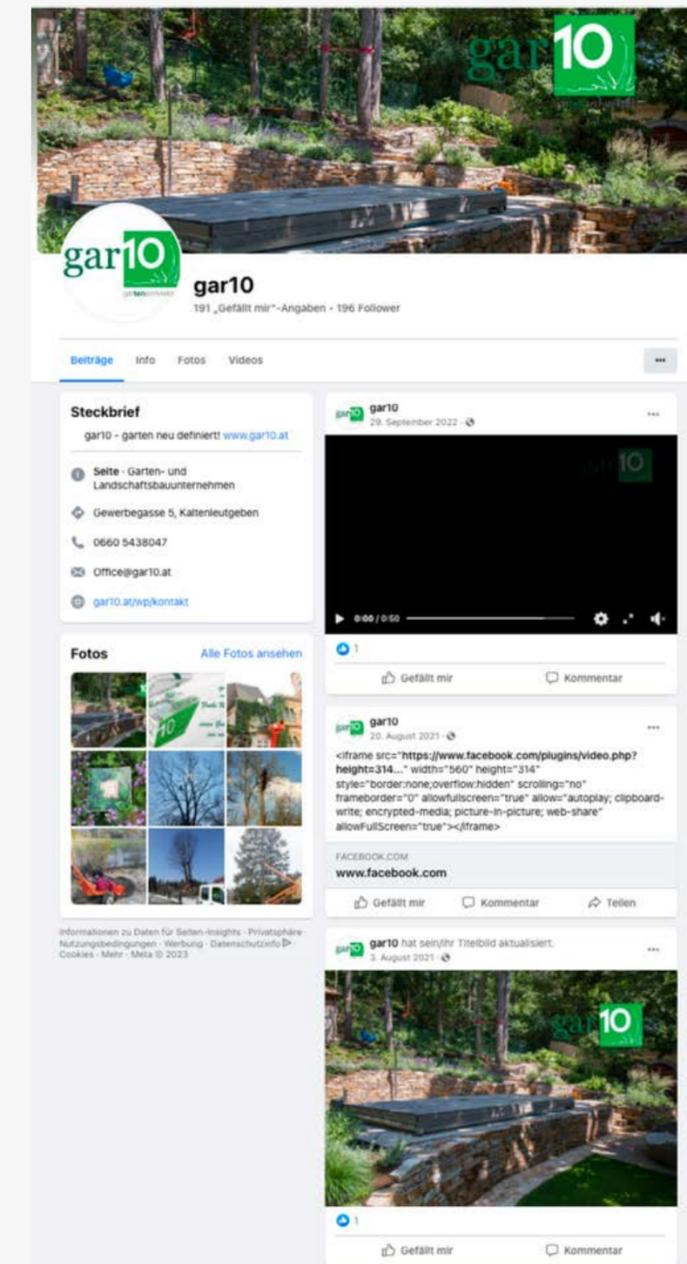 gar10
gar10
gartenarchitektur
gar10
191 „Gefällt mir“-Angaben • 196 Follower
Beiträge Info Fotos Videos
Steckbrief
gar10 - garten neu definiert! www.gar10.at
Seite · Garten- und
Landschaftsbauunternehmen
Gewerbegasse 5, Kaltenleutgeben
0660 5438047
Office@gar10.at
gar10.at/wp/kontakt
Fotos Alle Fotos ansehen
10
Informationen zu Daten für Seiten-Insights · Privatsphäre ·
Nutzungsbedingungen · Werbung · Datenschutzinfo ·
Cookies · Mehr · Meta © 2023
gar10
gar10
29. September 2022 ·
gar10
0:00 / 0:50
1
Gefällt mir Kommentar
gar10
gar10
20. August 2021 ·
<iframe src="https://www.facebook.com/plugins/video.php?
height=314..." width="560" height="314"
style="border:none;overflow:hidden" scrolling="no"
frameborder="0" allowfullscreen="true" allow="autoplay; clipboard-
write; encrypted-media; picture-in-picture; web-share"
allowFullScreen="true"></iframe>
FACEBOOK.COM
www.facebook.com
Gefällt mir Kommentar Teilen
gar10
gar10 hat sein/ihr Titelbild aktualisiert.
3. August 2021 ·
gar10
1
Gefällt mir Kommentar